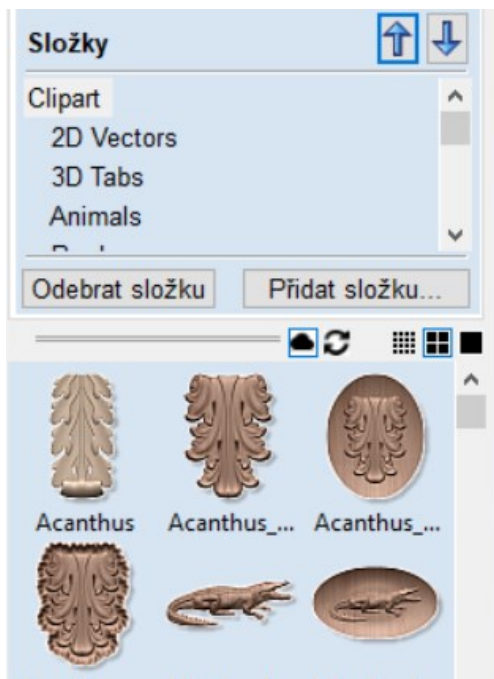 Složky
Clipart
2D Vectors
3D Tabs
Animals
Odebrat složku
Přidat složku...
Acanthus
Acanthus_...
Acanthus_...